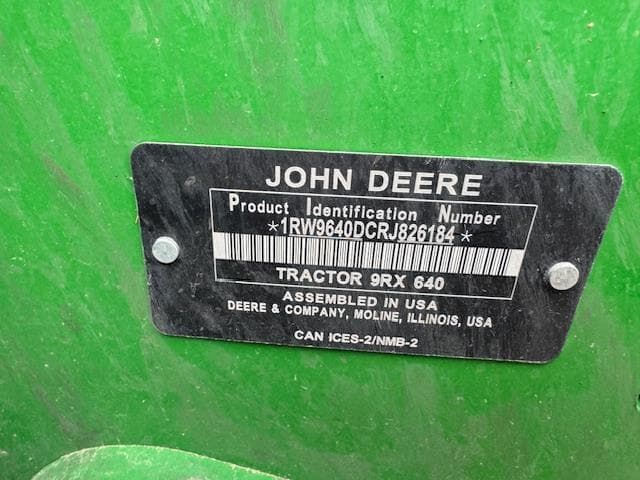 JOHN DEERE
Product Identification Number
*1RW9640DCRJ826184*
TRACTOR 9RX 640
ASSEMBLED IN USA
DEERE & COMPANY, MOLINE, ILLINOIS, USA
CAN ICES-2/NMB-2